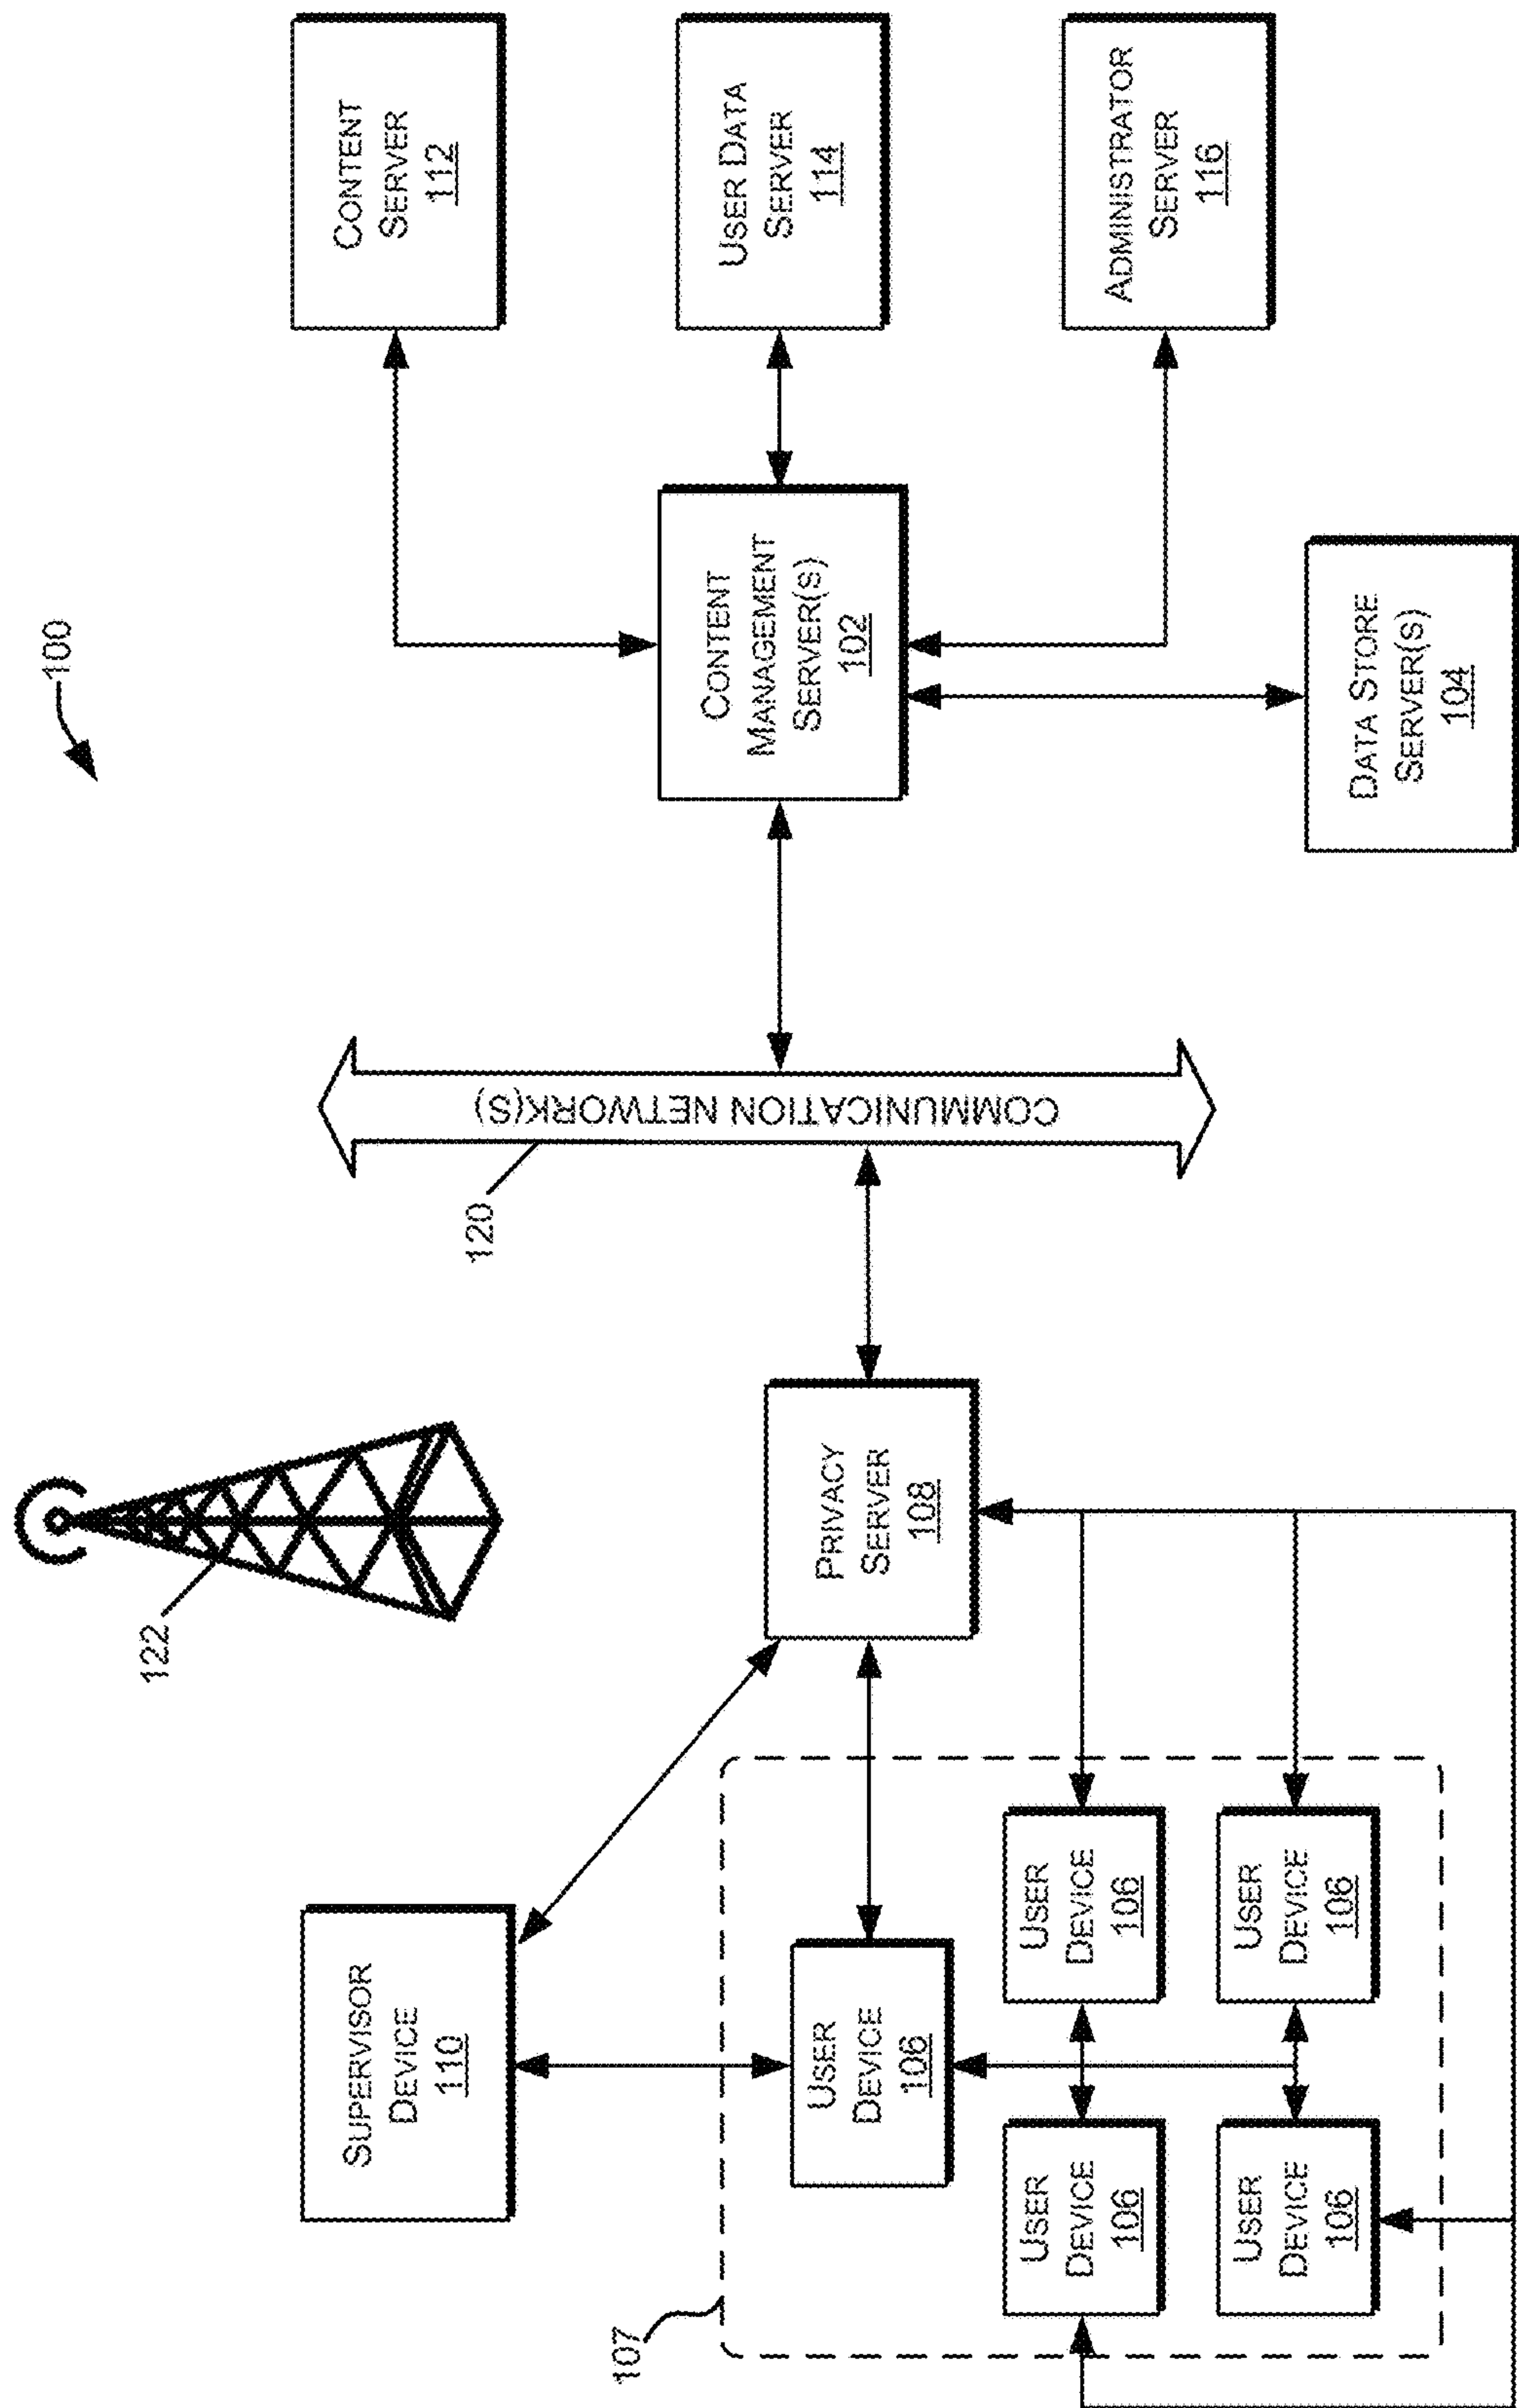 100
122
120
COMMUNICATION NETWORK(S)
SUPERVISOR
DEVICE
110
PRIVACY
SERVER
108
107
USER
DEVICE
106
USER
DEVICE
106
USER
DEVICE
106
USER
DEVICE
106
USER
DEVICE
106
CONTENT
MANAGEMENT
SERVER(S)
102
CONTENT
SERVER
112
USER DATA
SERVER
114
ADMINISTRATOR
SERVER
116
DATA STORE
SERVER(S)
104